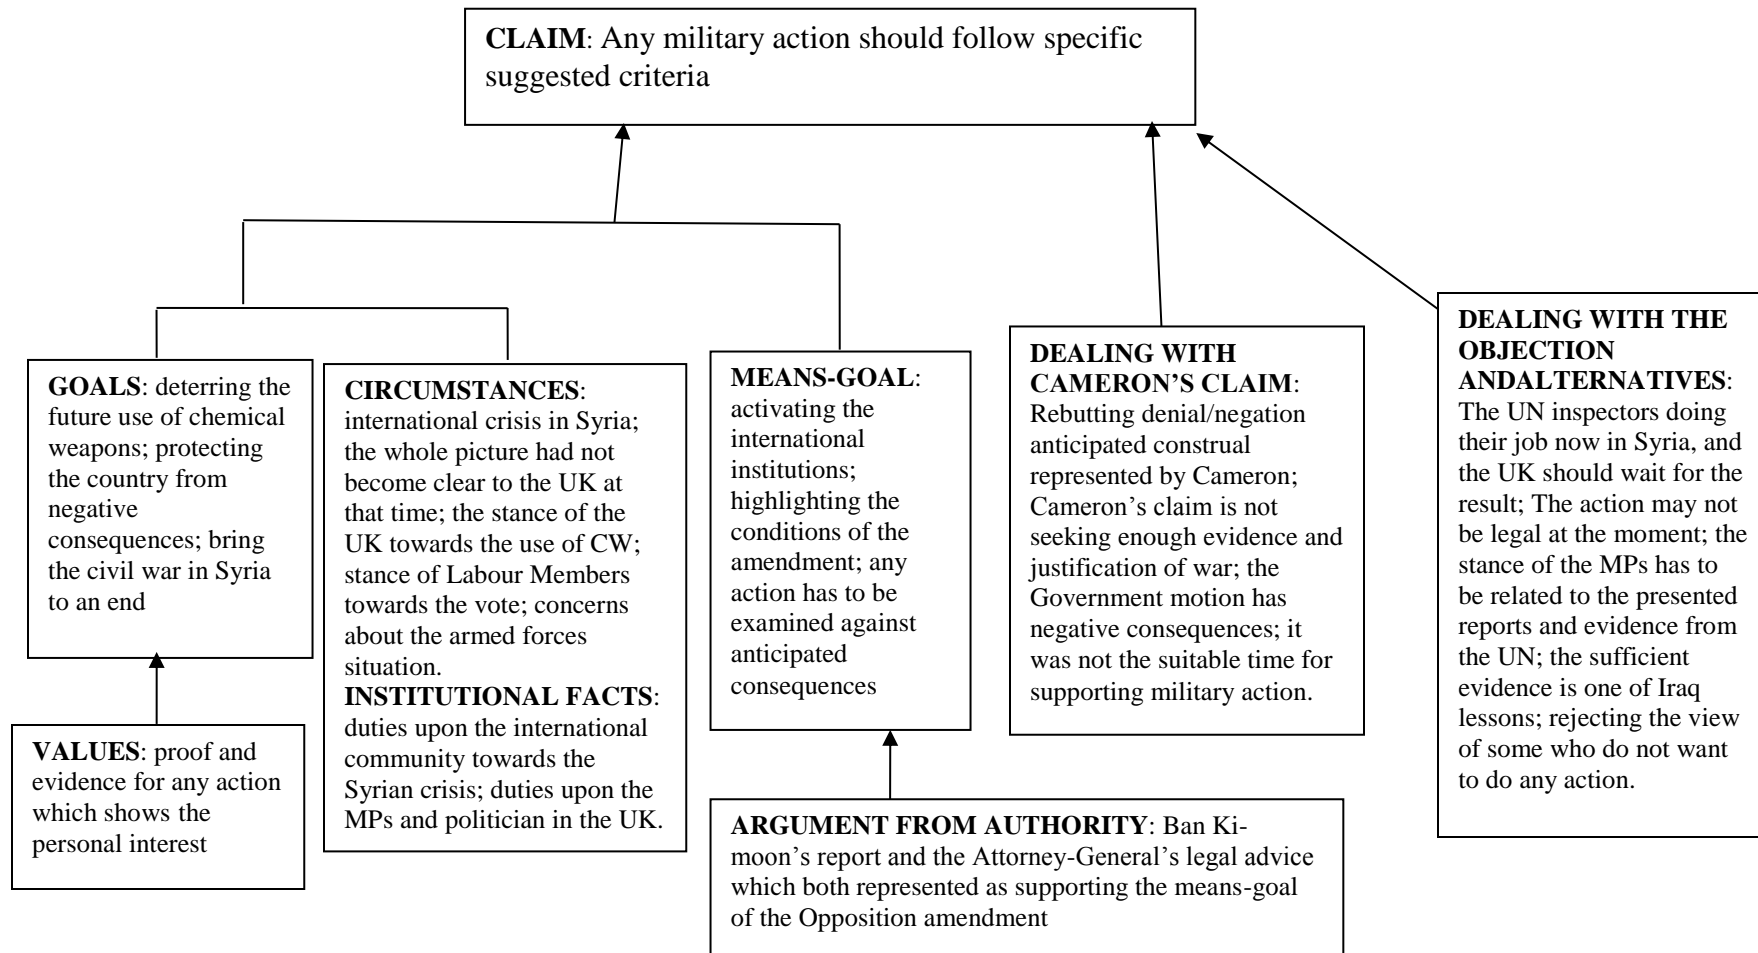 CLAIM: Any military action should follow specific
suggested criteria
GOALS: deterring the
future use of chemical
weapons; protecting
the country from
negative
consequences; bring
the civil war in Syria
to an end
CIRCUMSTANCES:
international crisis in Syria;
the whole picture had not
become clear to the UK at
that time; the stance of the
UK towards the use of CW;
stance of Labour Members
towards the vote; concerns
about the armed forces
situation.
INSTITUTIONAL FACTS:
duties upon the international
community towards the
Syrian crisis; duties upon the
MPs and politician in the UK.
MEANS-GOAL:
activating the
international
institutions;
highlighting the
conditions of the
amendment; any
action has to be
examined against
anticipated
consequences
DEALING WITH
CAMERON’S CLAIM:
Rebutting denial/negation
anticipated construal
represented by Cameron;
Cameron’s claim is not
seeking enough evidence and
justification of war; the
Government motion has
negative consequences; it
was not the suitable time for
supporting military action.
DEALING WITH THE
OBJECTION
ANDALTERNATIVES:
The UN inspectors doing
their job now in Syria, and
the UK should wait for the
result; The action may not
be legal at the moment; the
stance of the MPs has to
be related to the presented
reports and evidence from
the UN; the sufficient
evidence is one of Iraq
lessons; rejecting the view
of some who do not want
to do any action.
VALUES: proof and
evidence for any action
which shows the
personal interest
ARGUMENT FROM AUTHORITY: Ban Ki-
moon’s report and the Attorney-General’s legal advice
which both represented as supporting the means-goal
of the Opposition amendment